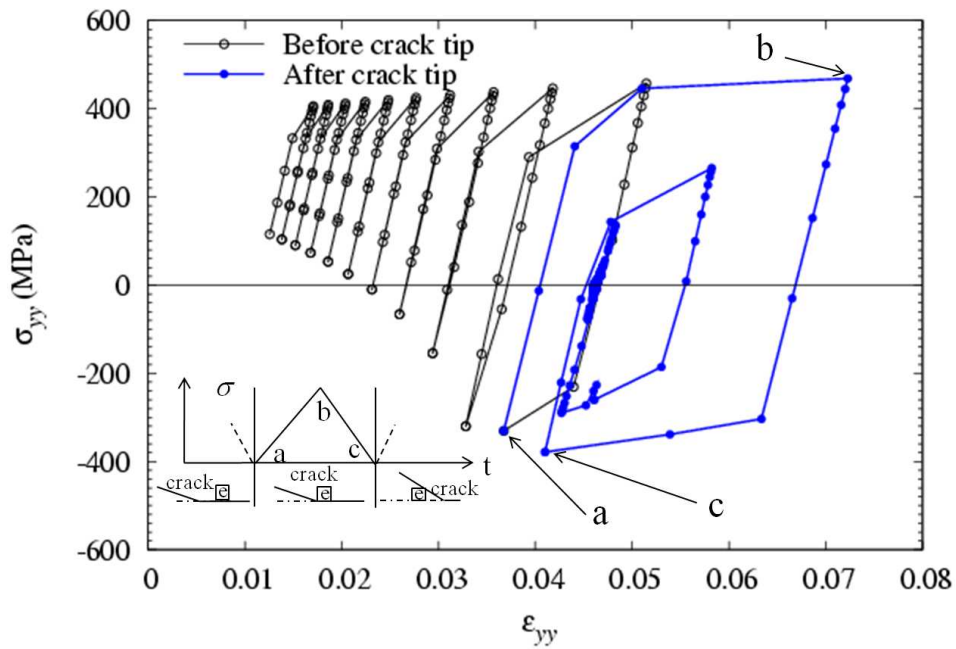 600
Before crack tip
After crack tip
b
400
200
0
-200
-400
-600
σyy (MPa)
σ
b
a
c
t
crack
e
crack
e
crack
e
a
c
0
0.01
0.02
0.03
0.04
0.05
0.06
0.07
0.08
εyy